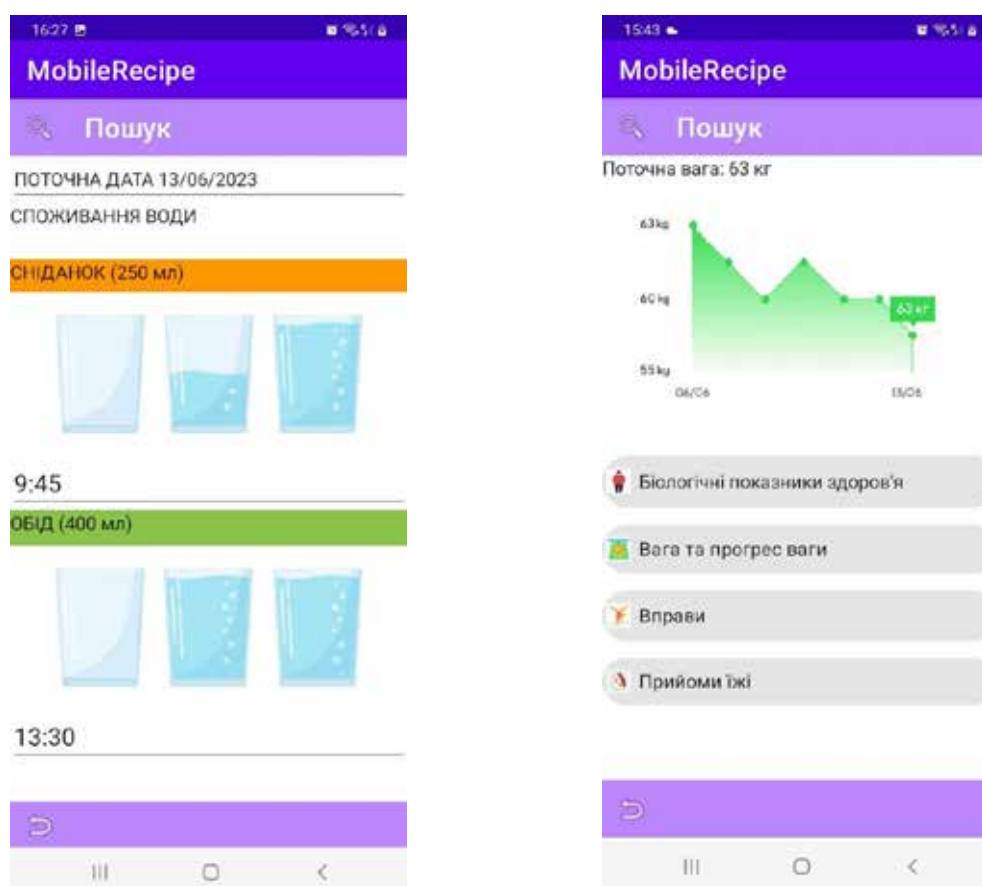 16:27
MobileRecipe
Пошук
ПОТОЧНА ДАТА 13/06/2023
СПОЖИВАННЯ ВОДИ
СНІДАНОК (250 мл)
9:45
ОБІД (400 мл)
13:30
15:43
MobileRecipe
Пошук
Поточна вага: 63 кг
63kg
60 kg
63 кг
55 kg
06/06
13/06
Біологічні показники здоров'я
Вага та прогрес ваги
Вправи
Прийоми їжі